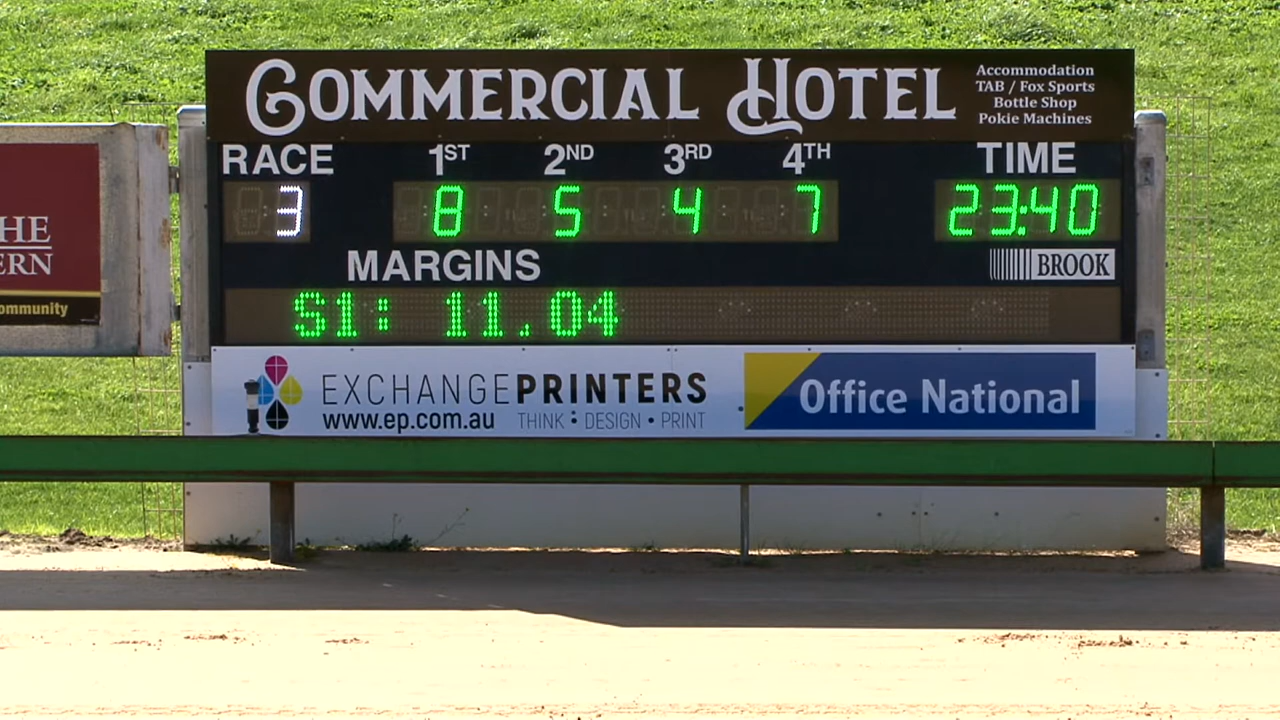 COMMERCIAL HOTEL
Accommodation
TAB / Fox Sports
Bottle Shop
Pokie Machines
RACE 1ST 2ND 3RD 4TH TIME
3 8 5 4 7 23:40
MARGINS
BROOK
S1: 11.04
HE
ERN
ommunity
EXCHANGEPRINTERS
www.ep.com.au THINK : DESIGN • PRINT
Office National